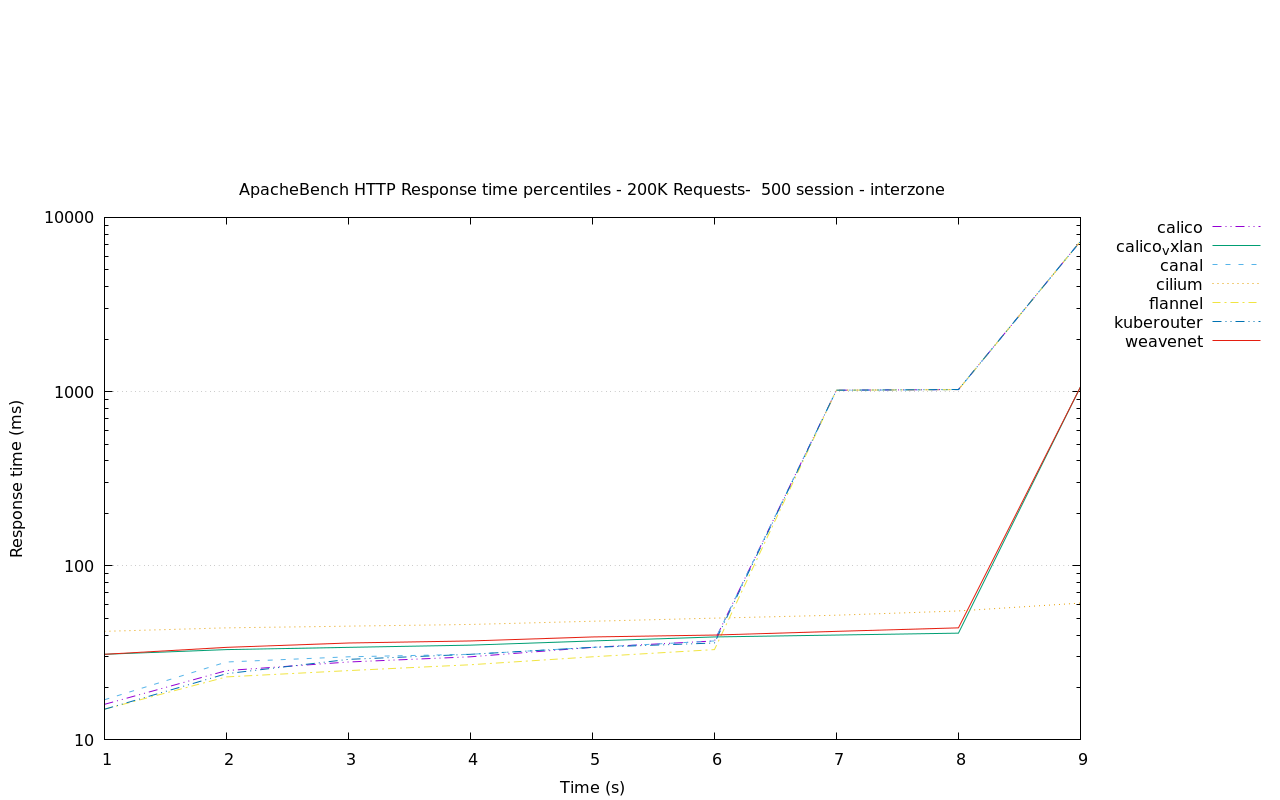 ApacheBench HTTP Response time percentiles - 200K Requests-  500 session - interzone
10000
1000
100
10
Response time (ms)
1 2 3 4 5 6 7 8 9
Time (s)
calico
calicovxlan
canal
cilium
flannel
kuberouter
weavenet